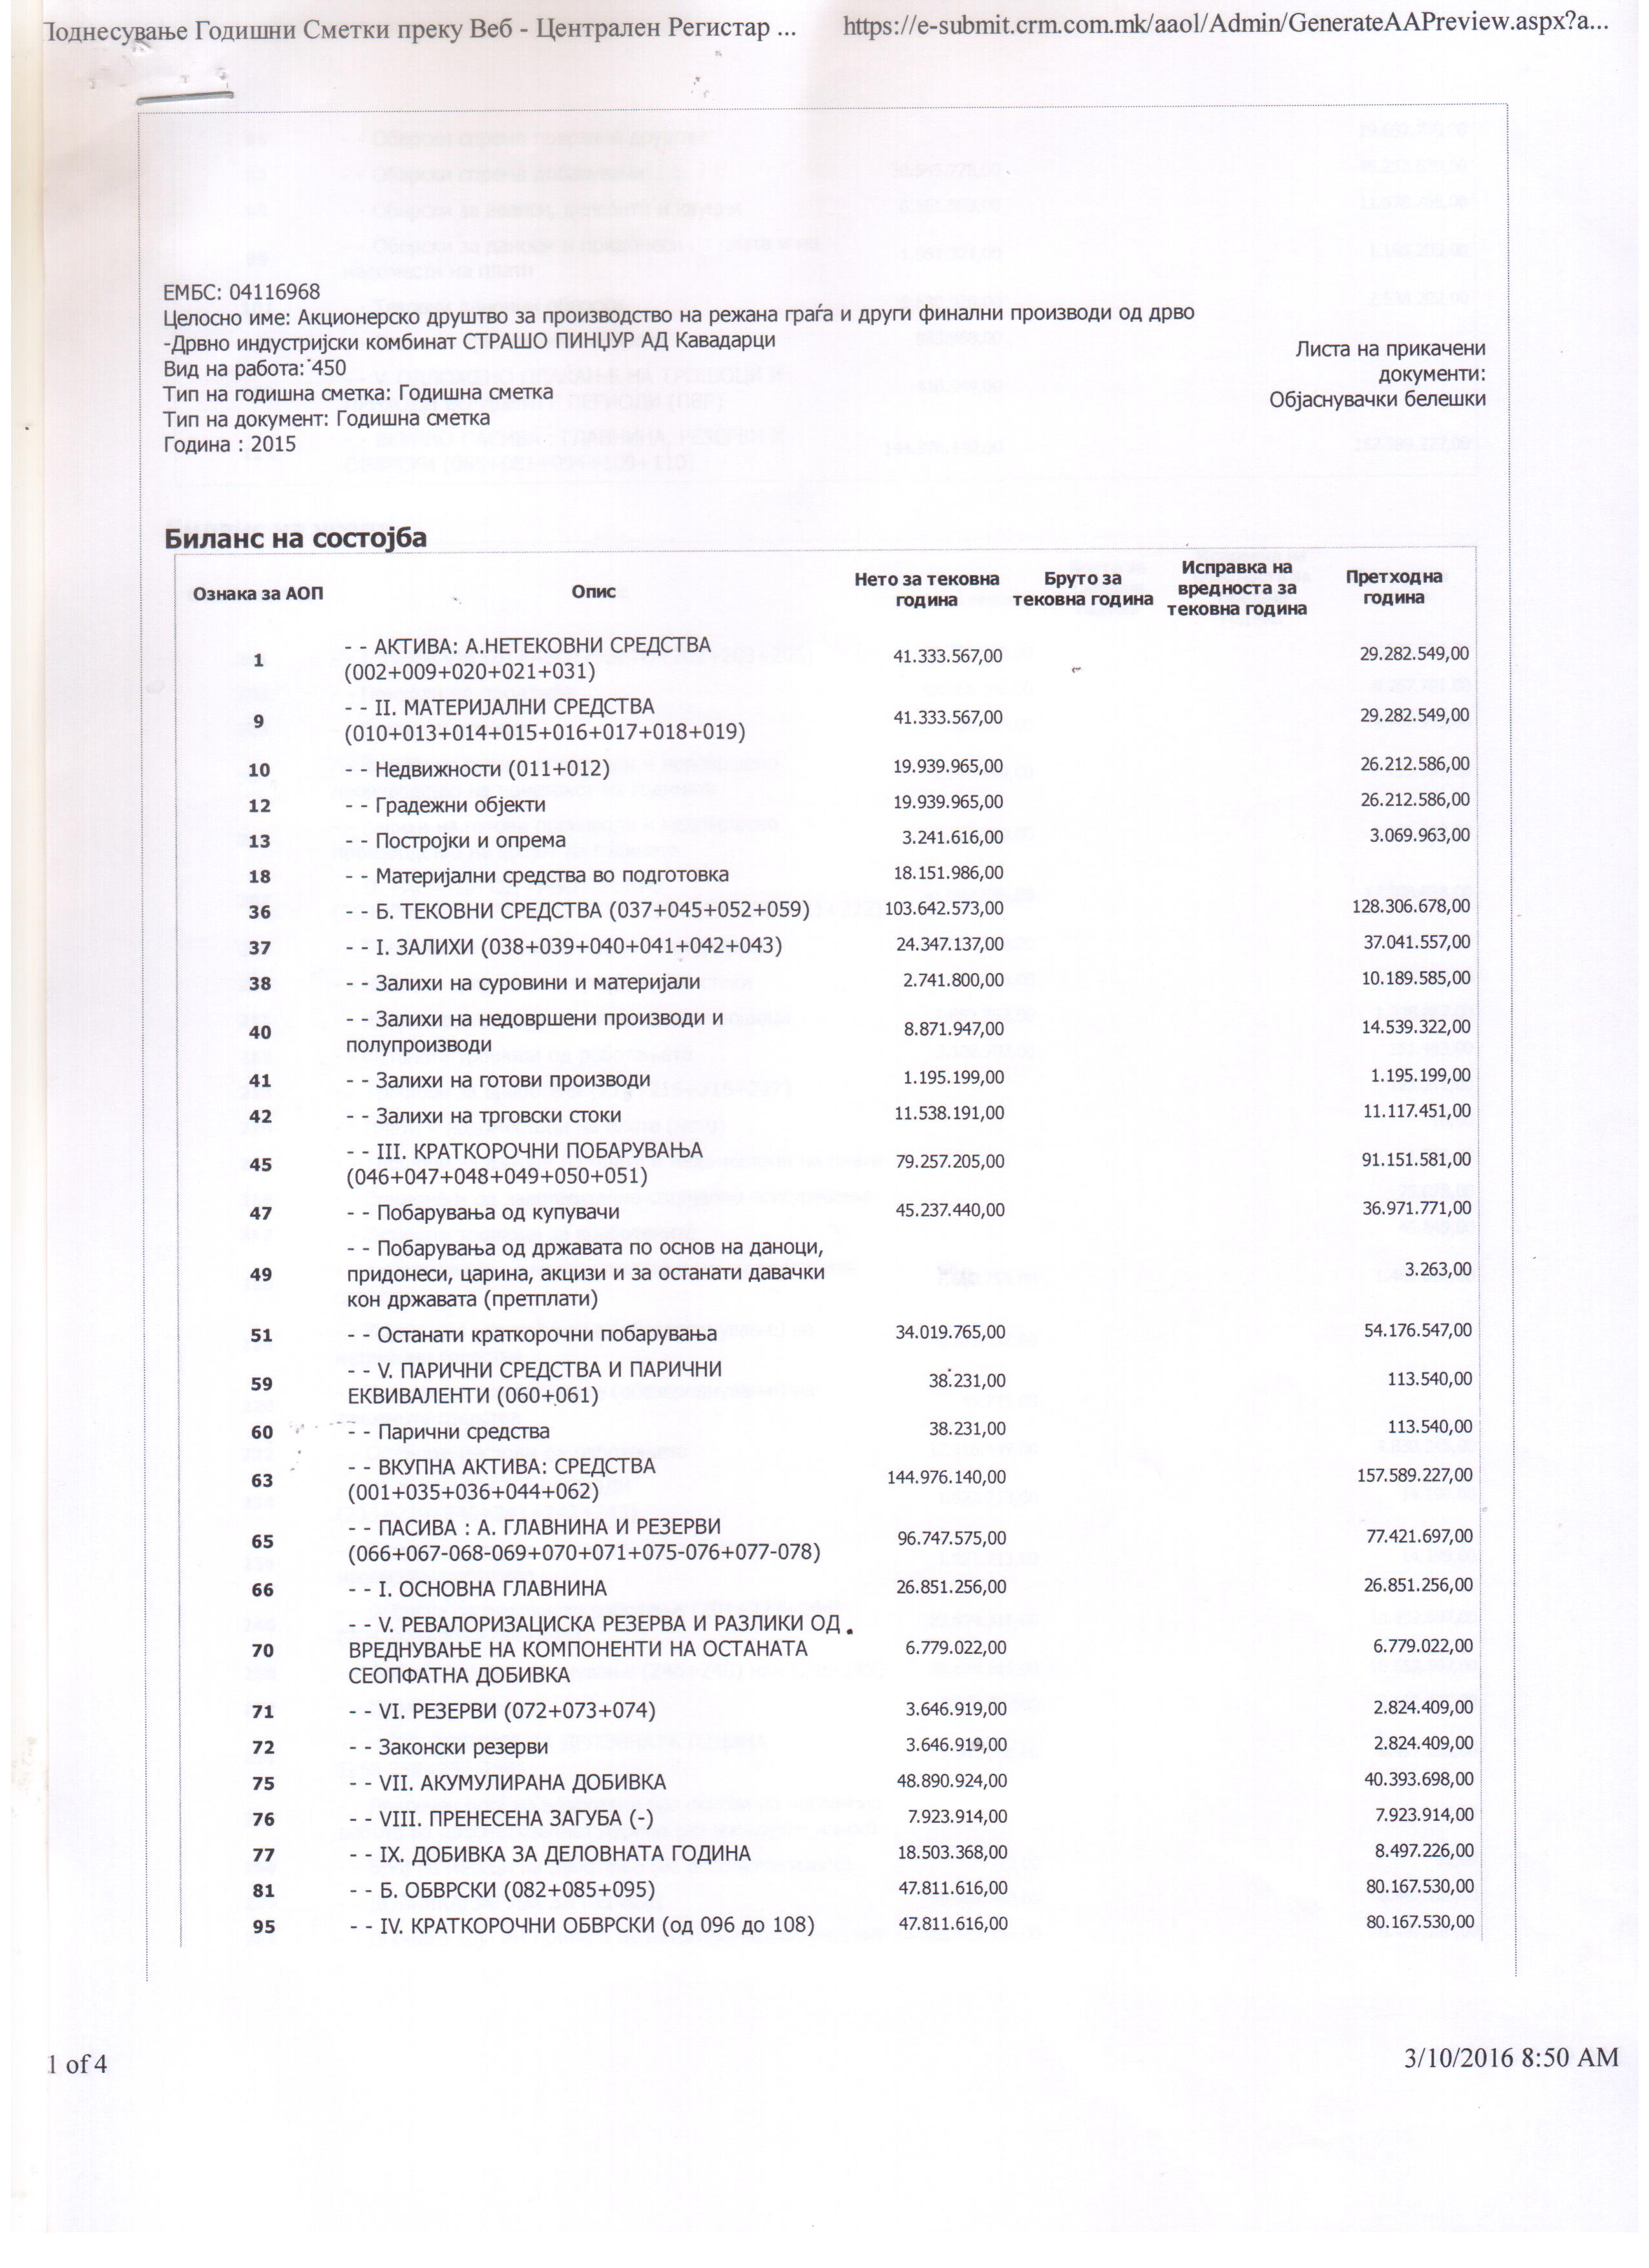 Поднесување Годишни Сметки преку Веб - Централен Регистар ... https://e-submit.crm.com.mk/aaol/Admin/GenerateAAPreview.aspx?a...
ЕМБС: 04116968
Целосно име: Акционерско друштво за производство на режана граѓа и други финални производи од дрво
-Дрвно индустријски комбинат СТРАШО ПИНЏУР АД Кавадарци
Вид на работа: 450
Тип на годишна сметка: Годишна сметка
Тип на документ: Годишна сметка
Година : 2015
Листа на прикачени
документи:
Објаснувачки белешки
Биланс на состојба
Ознака за АОП Опис Нето за тековна година Бруто за тековна година Исправка на вредноста за тековна година Претходна година
1 - - АКТИВА: А.НЕТЕКОВНИ СРЕДСТВА 41.333.567,00 29.282.549,00
(002+009+020+021+031)
9 - - II. МАТЕРИЈАЛНИ СРЕДСТВА 41.333.567,00 29.282.549,00
(010+013+014+015+016+017+018+019)
10 - - Недвижности (011+012) 19.939.965,00 26.212.586,00
12 - - Градежни објекти 19.939.965,00 26.212.586,00
13 - - Постројки и опрема 3.241.616,00 3.069.963,00
18 - - Материјални средства во подготовка 18.151.986,00
36 - - Б. ТЕКОВНИ СРЕДСТВА (037+045+052+059) 103.642.573,00 128.306.678,00
37 - - I. ЗАЛИХИ (038+039+040+041+042+043) 24.347.137,00 37.041.557,00
38 - - Залихи на суровини и материјали 2.741.800,00 10.189.585,00
40 - - Залихи на недовршени производи и 8.871.947,00 14.539.322,00
полупроизводи
41 - - Залихи на готови производи 1.195.199,00 1.195.199,00
42 - - Залихи на трговски стоки 11.538.191,00 11.117.451,00
45 - - III. КРАТКОРОЧНИ ПОБАРУВАЊА 79.257.205,00 91.151.581,00
(046+047+048+049+050+051)
47 - - Побарувања од купувачи 45.237.440,00 36.971.771,00
- - Побарувања од државата по основ на даноци,
49 придонеси, царина, акцизи и за останати давачки 3.263,00
кон државата (претплати)
51 - - Останати краткорочни побарувања 34.019.765,00 54.176.547,00
59 - - V. ПАРИЧНИ СРЕДСТВА И ПАРИЧНИ 38.231,00 113.540,00
ЕКВИВАЛЕНТИ (060+061)
60 - - Парични средства 38.231,00 113.540,00
63 - - ВКУПНА АКТИВА: СРЕДСТВА 144.976.140,00 157.589.227,00
(001+035+036+044+062)
65 - - ПАСИВА : А. ГЛАВНИНА И РЕЗЕРВИ 96.747.575,00 77.421.697,00
(066+067-068-069+070+071+075-076+077-078)
66 - - I. ОСНОВНА ГЛАВНИНА 26.851.256,00 26.851.256,00
- - V. РЕВАЛОРИЗАЦИСКА РЕЗЕРВА И РАЗЛИКИ ОД
70 ВРЕДНУВАЊЕ НА КОМПОНЕНТИ НА ОСТАНАТА 6.779.022,00 6.779.022,00
СЕОПФАТНА ДОБИВКА
71 - - VI. РЕЗЕРВИ (072+073+074) 3.646.919,00 2.824.409,00
72 - - Законски резерви 3.646.919,00 2.824.409,00
75 - - VII. АКУМУЛИРАНА ДОБИВКА 48.890.924,00 40.393.698,00
76 - - VIII. ПРЕНЕСЕНА ЗАГУБА (-) 7.923.914,00 7.923.914,00
77 - - IX. ДОБИВКА ЗА ДЕЛОВНАТА ГОДИНА 18.503.368,00 8.497.226,00
81 - - Б. ОБВРСКИ (082+085+095) 47.811.616,00 80.167.530,00
95 - - IV. КРАТКОРОЧНИ ОБВРСКИ (од 096 до 108) 47.811.616,00 80.167.530,00
1 of 4 3/10/2016 8:50 AM